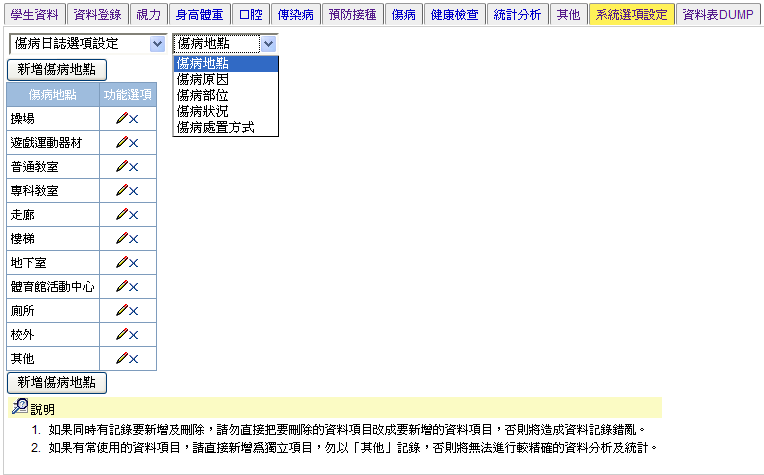 學生資料 資料登錄 視力 身高體重 口腔 傳染病 預防接種 傷病 健康檢查 統計分析 其他 系統選項設定 資料表DUMP
傷病日誌選項設定 傷病地點
傷病地點
傷病原因
傷病部位
傷病狀況
傷病處置方式
新增傷病地點
傷病地點 功能選項
操場
遊戲運動器材
普通教室
專科教室
走廊
樓梯
地下室
體育館活動中心
廁所
校外
其他
新增傷病地點
說明
1. 如果同時有記錄要新增及刪除，請勿直接把要刪除的資料項目改成要新增的資料項目，否則將造成資料記錄錯亂。
2. 如果有常使用的資料項目，請直接新增為獨立項目，勿以「其他」記錄，否則將無法進行較精確的資料分析及統計。